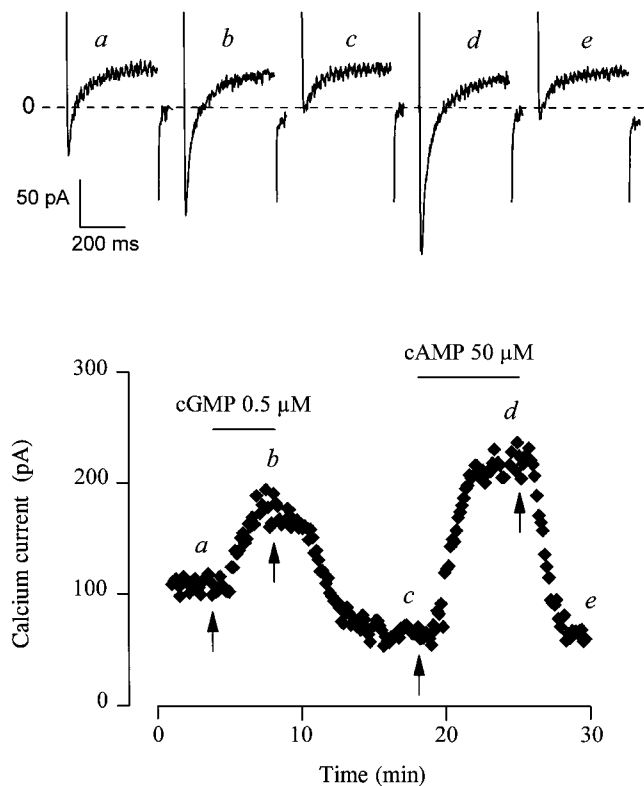 a b c d e
0
50 pA
200 ms
300
200
100
0
Calcium current (pA)
cGMP 0.5 µM
cAMP 50 µM
a
b
c
d
e
0 10 20 30
Time (min)